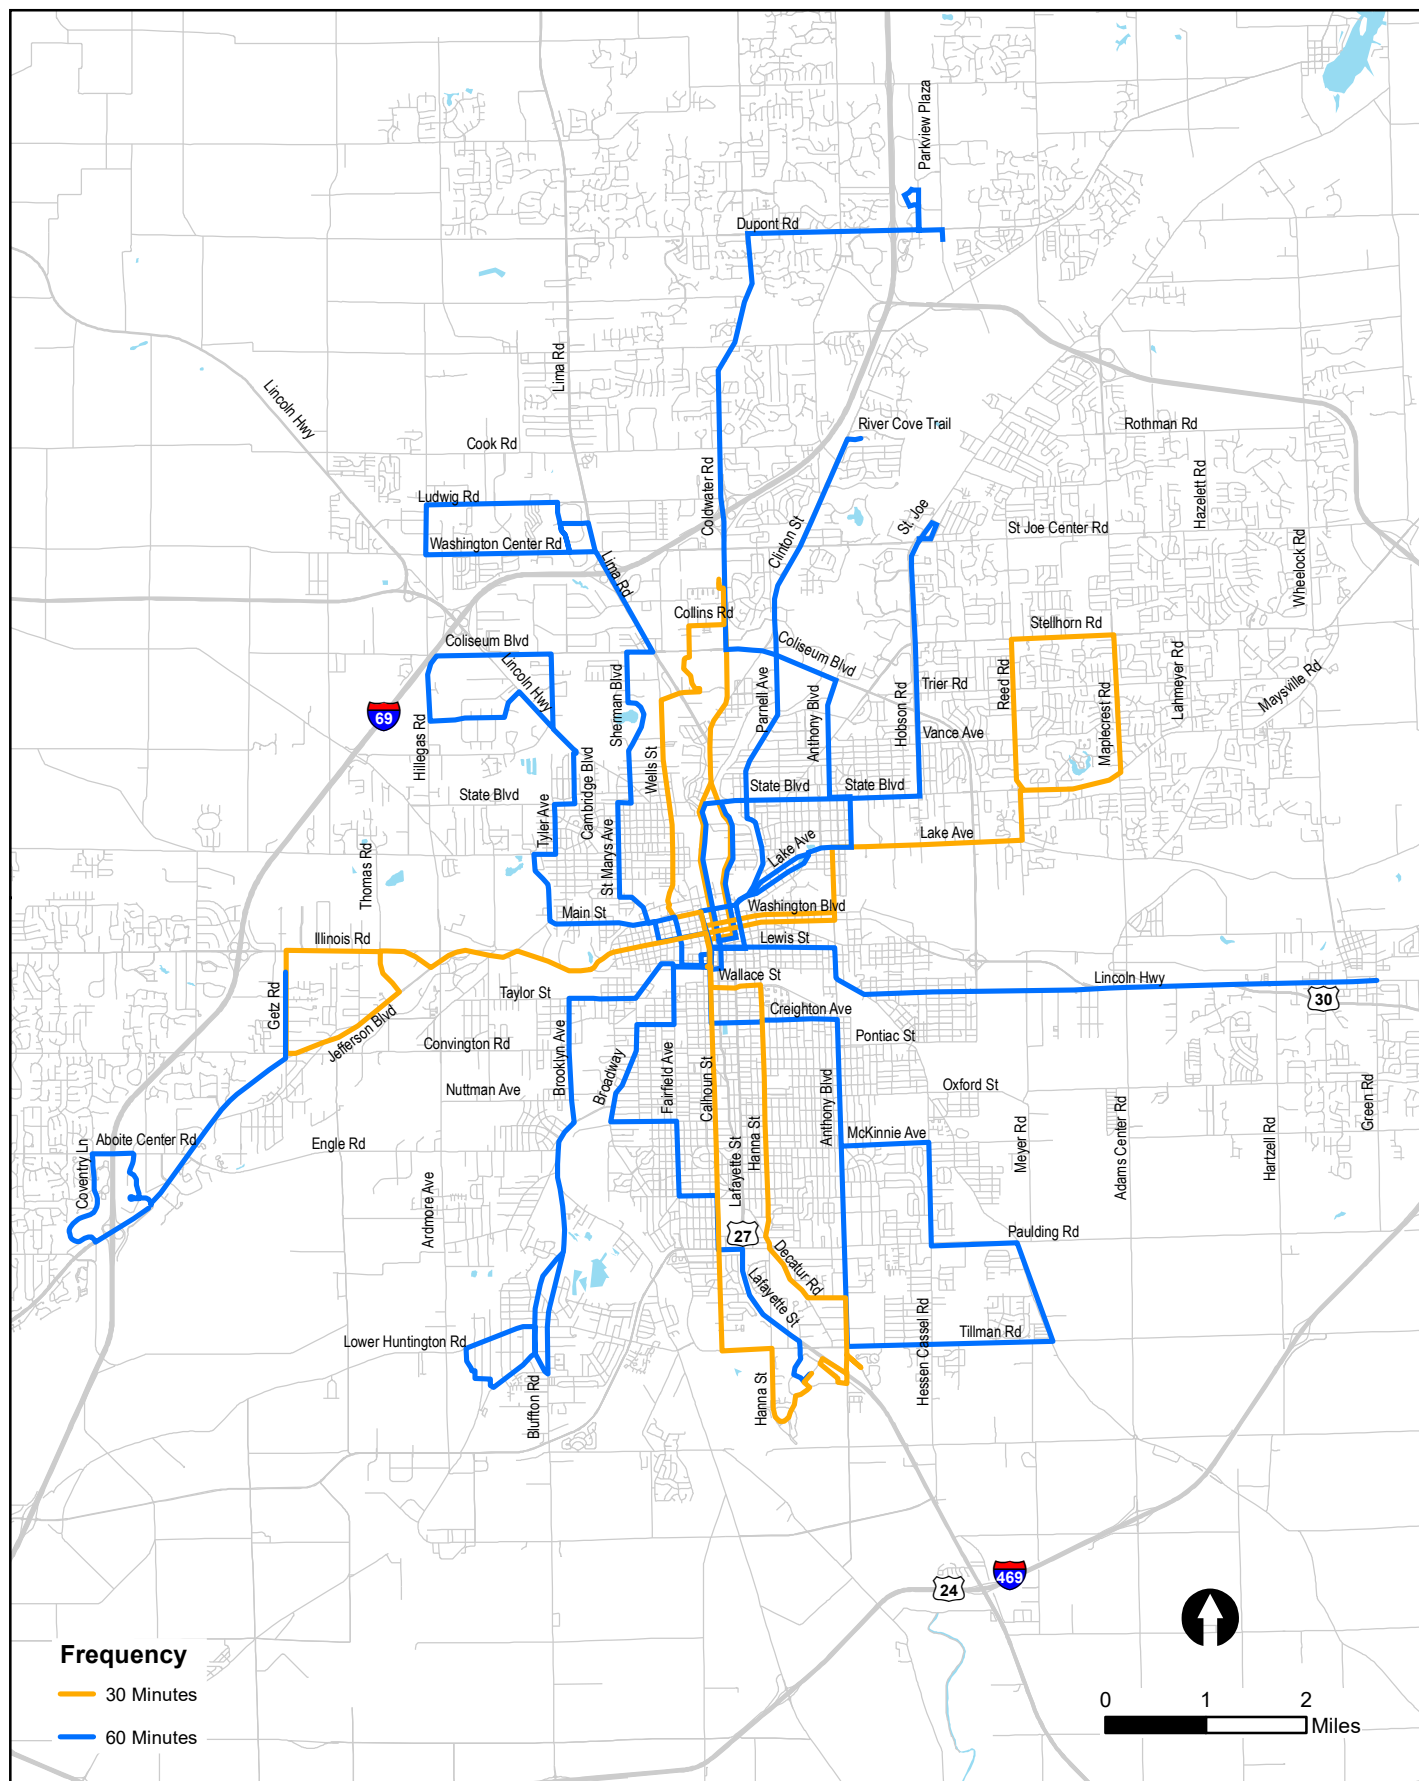 Parkview Plaza
Dupont Rd
Lima Rd
Lincoln Hwy
River Cove Trail
Rothman Rd
Cook Rd
Coldwater Rd
Hazelett Rd
Ludwig Rd
Clinton St
St. Joe
St Joe Center Rd
Washington Center Rd
Lima Rd
Wheelock Rd
Collins Rd
Stellhorn Rd
Coliseum Blvd
Coliseum Blvd
Lincoln Hwy
Sherman Blvd
Parnell Ave
Anthony Blvd
Hobson Rd
Trier Rd
Reed Rd
Maplecrest Rd
Lahmeyer Rd
Maysville Rd
69
Hillegas Rd
Vance Ave
Wells St
Cambridge Blvd
State Blvd
State Blvd
State Blvd
Tyler Ave
Lake Ave
Lake Ave
Thomas Rd
St Marys Ave
Main St
Washington Blvd
Illinois Rd
Lewis St
Wallace St
Lincoln Hwy
30
Getz Rd
Taylor St
Creighton Ave
Jefferson Blvd
Convington Rd
Pontiac St
Brooklyn Ave
Broadway
Fairfield Ave
Calhoun St
Nuttman Ave
Oxford St
Green Rd
Anthony Blvd
Hanna St
Lafayette St
McKinnie Ave
Meyer Rd
Adams Center Rd
Hartzell Rd
Aboite Center Rd
Engle Rd
Coventry Ln
Ardmore Ave
27
Paulding Rd
Decatur Rd
Lafayette St
Lower Huntington Rd
Tillman Rd
Hessen Cassel Rd
Bluffton Rd
Hanna St
469
24
Frequency
30 Minutes
60 Minutes
0 1 2
Miles